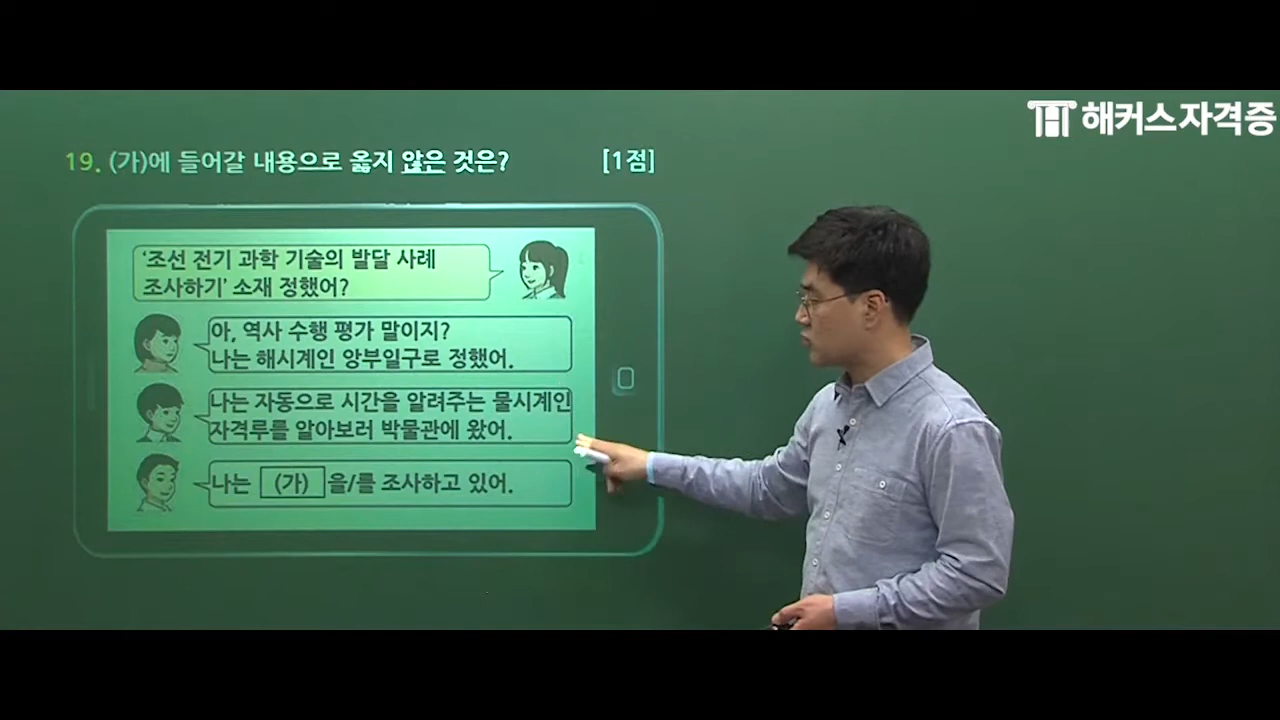 해커스자격증
19. (가)에 들어갈 내용으로 옳지 않은 것은? [1점]
'조선 전기 과학 기술의 발달 사례
조사하기' 소재 정했어?
아, 역사 수행 평가 말이지?
나는 해시계인 앙부일구로 정했어.
나는 자동으로 시간을 알려주는 물시계인
자격루를 알아보러 박물관에 왔어.
나는 (가) 을/를 조사하고 있어.